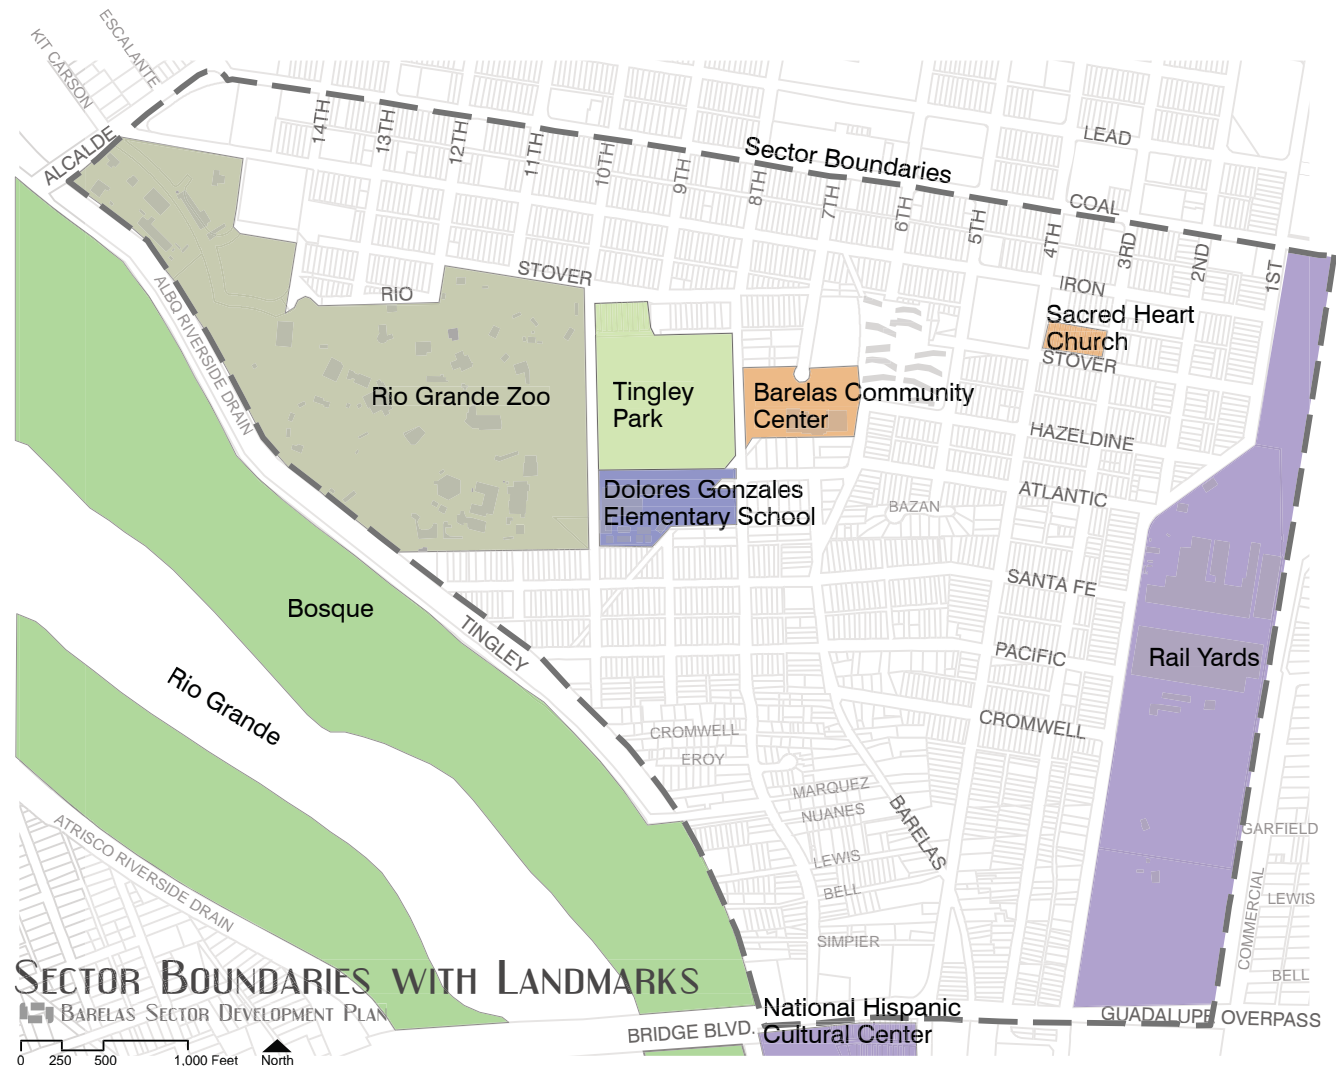 ESCALANTE
KIT CARSON
ALCALDE
14TH
13TH
12TH
11TH
10TH
9TH
8TH
7TH
6TH
5TH
4TH
3RD
2ND
1ST
LEAD
Sector Boundaries
COAL
STOVER
RIO
IRON
Sacred Heart
Church
STOVER
ALBQ RIVERSIDE DRAIN
Rio Grande Zoo
Tingley
Park
Barelas Community
Center
HAZELDINE
Dolores Gonzales
Elementary School
BAZAN
ATLANTIC
SANTA FE
Bosque
TINGLEY
PACIFIC
Rail Yards
Rio Grande
CROMWELL
CROMWELL
EROY
MARQUEZ
NUANES
BARELAS
LEWIS
BELL
SIMPIER
GARFIELD
COMMERCIAL
LEWIS
BELL
ATRISCO RIVERSIDE DRAIN
SECTOR BOUNDARIES WITH LANDMARKS
BARELAS SECTOR DEVELOPMENT PLAN
National Hispanic
Cultural Center
BRIDGE BLVD.
GUADALUPE OVERPASS
0 250 500 1,000 Feet North